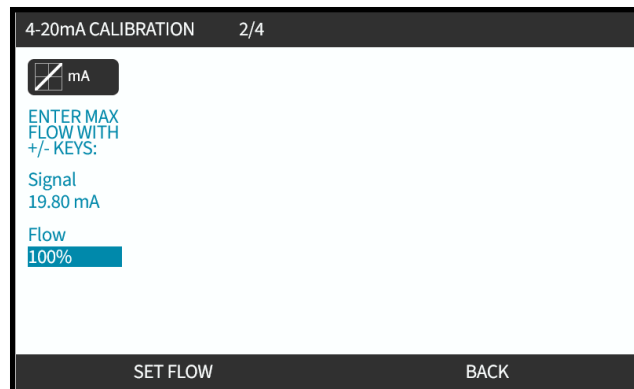 4-20mA CALIBRATION 2/4
mA
ENTER MAX
FLOW WITH
+/- KEYS:
Signal
19.80 mA
Flow
100%
SET FLOW BACK